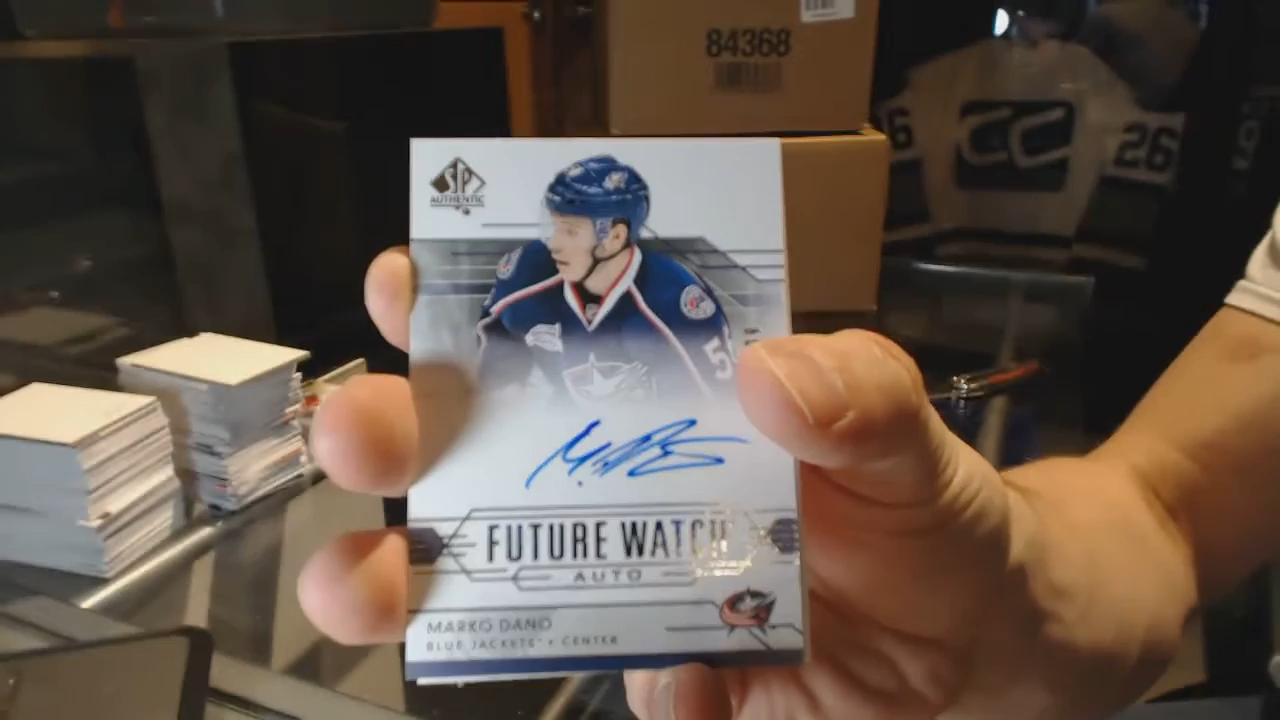 84368
26
SP
AUTHENTIC
FUTURE WATCH
AUTO
MARKO DANO
BLUE JACKETS • CENTER